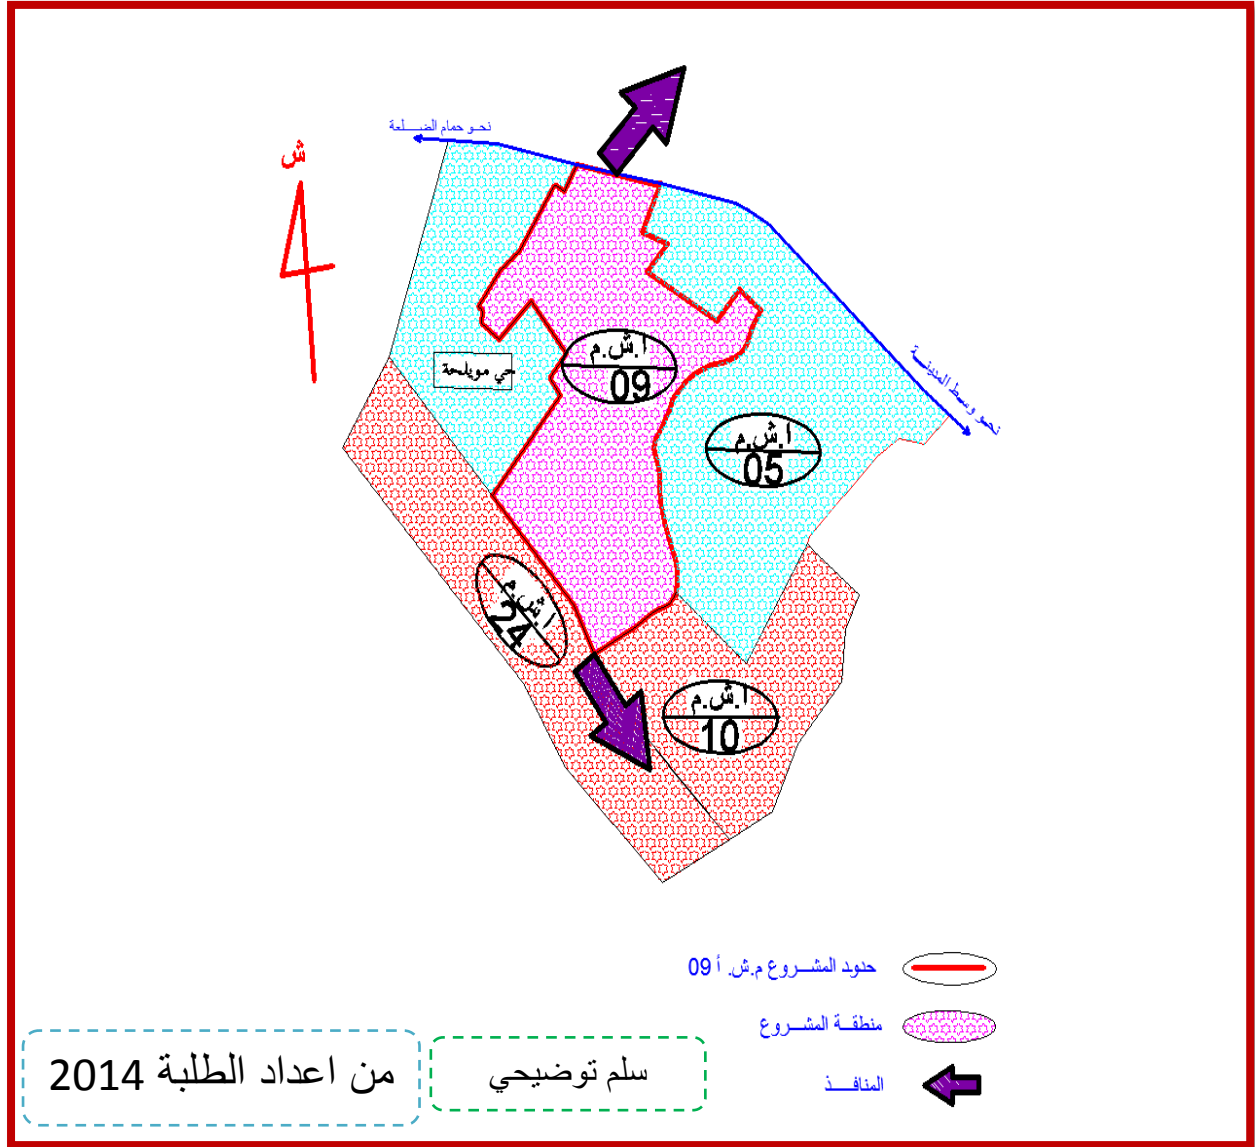 نحو حمام الضلعة
ش
أ.ش.م
09
حي مويلحة
نحو وسط المدينة
أ.ش.م
05
أ.ش.م
24
أ.ش.م
10
حدود المشروع م.ش. أ 09
منطقة المشروع
المنافذ
سلم توضيحي
من اعداد الطلبة 2014